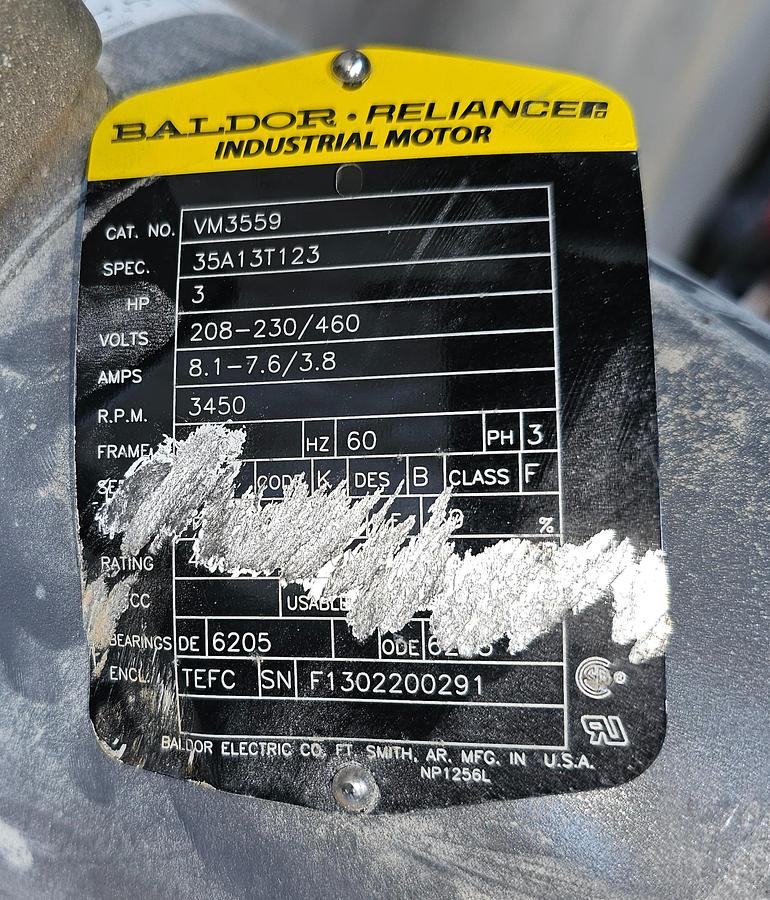 BALDOR • RELIANCER
INDUSTRIAL MOTOR
CAT. NO. VM3559
SPEC. 35A13T123
HP 3
VOLTS 208-230/460
AMPS 8.1-7.6/3.8
R.P.M. 3450
FRAME HZ 60 PH 3
CODE K DES B CLASS F
%
RATING
CC USABLE
BEARINGS DE 6205 ODE
ENCL. TEFC SN F1302200291
BALDOR ELECTRIC CO. FT. SMITH, AR. MFG. IN U.S.A.
NP1256L